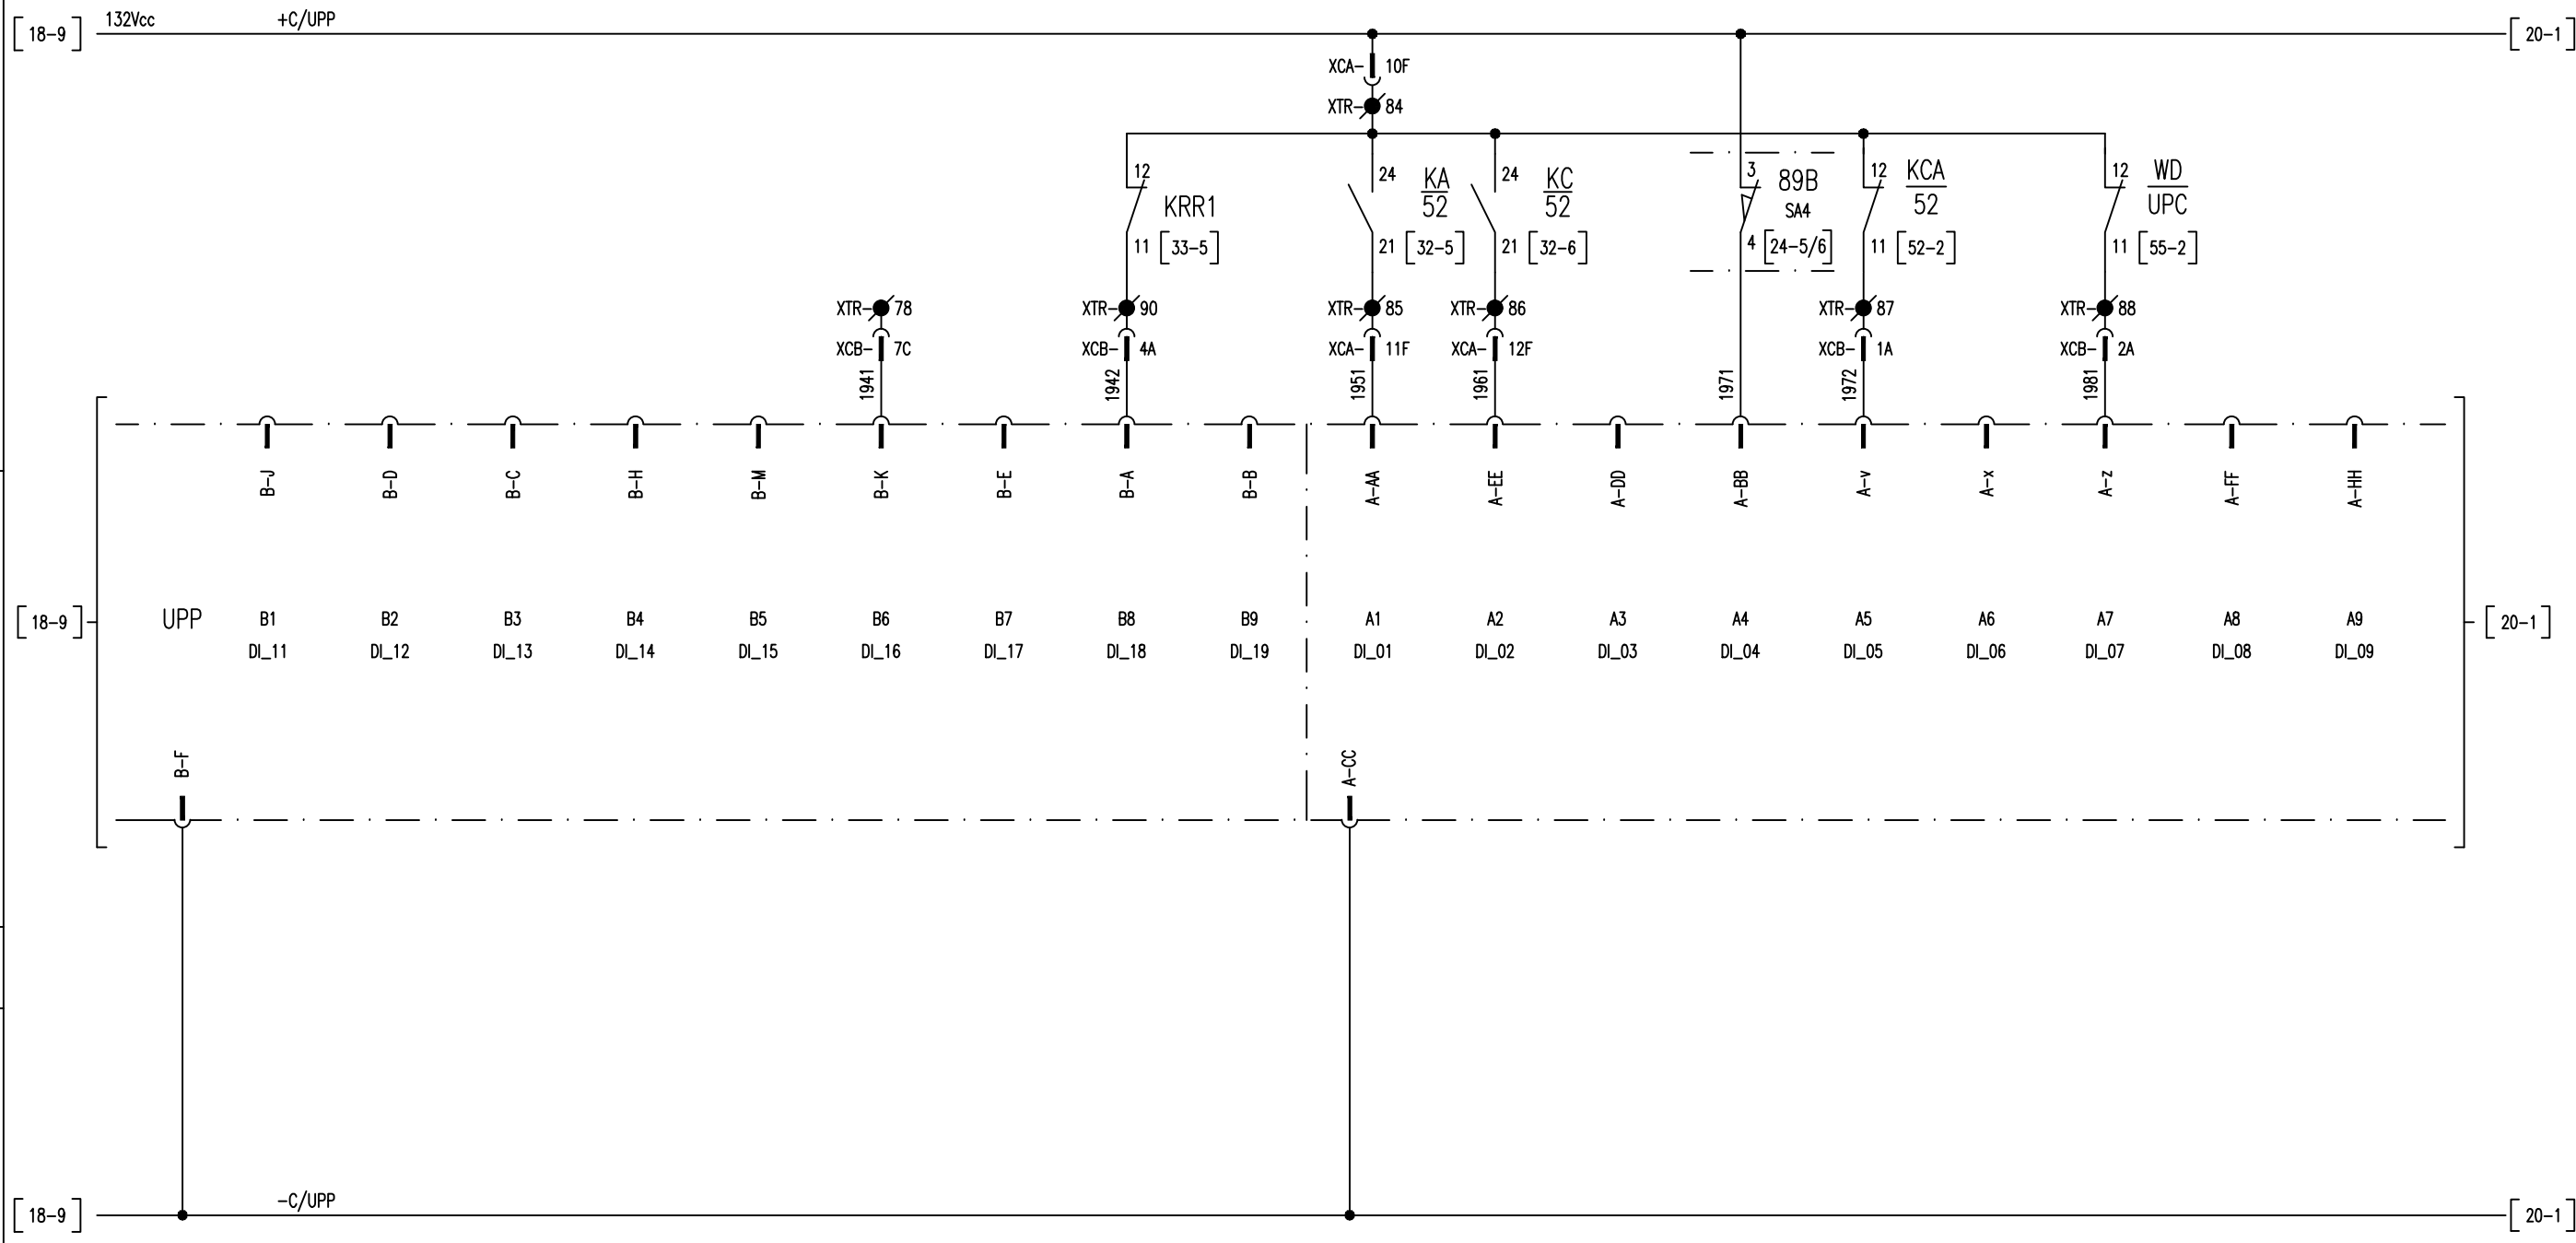 132Vcc +C/UPP
[18-9] [20-1]
XCA- 10F
XTR- 84
12 24 KA 24 KC 3 89B 12 KCA 12 WD
KRR1 52 52 SA4 52 UPC
11 [33-5] 21 [32-5] 21 [32-6] 4 [24-5/6] 11 [52-2] 11 [55-2]
XTR- 78 XTR- 90 XTR- 85 XTR- 86 XTR- 87 XTR- 88
XCB- 7C XCB- 4A XCA- 11F XCA- 12F XCB- 1A XCB- 2A
1941 1942 1951 1961 1971 1972 1981
B-J B-D B-C B-H B-M B-K B-E B-A B-B A-AA A-EE A-DD A-BB A-v A-x A-z A-FF A-HH
[18-9] UPP B1 B2 B3 B4 B5 B6 B7 B8 B9 A1 A2 A3 A4 A5 A6 A7 A8 A9 [20-1]
DI_11 DI_12 DI_13 DI_14 DI_15 DI_16 DI_17 DI_18 DI_19 DI_01 DI_02 DI_03 DI_04 DI_05 DI_06 DI_07 DI_08 DI_09
B-F A-CC
-C/UPP
[18-9] [20-1]